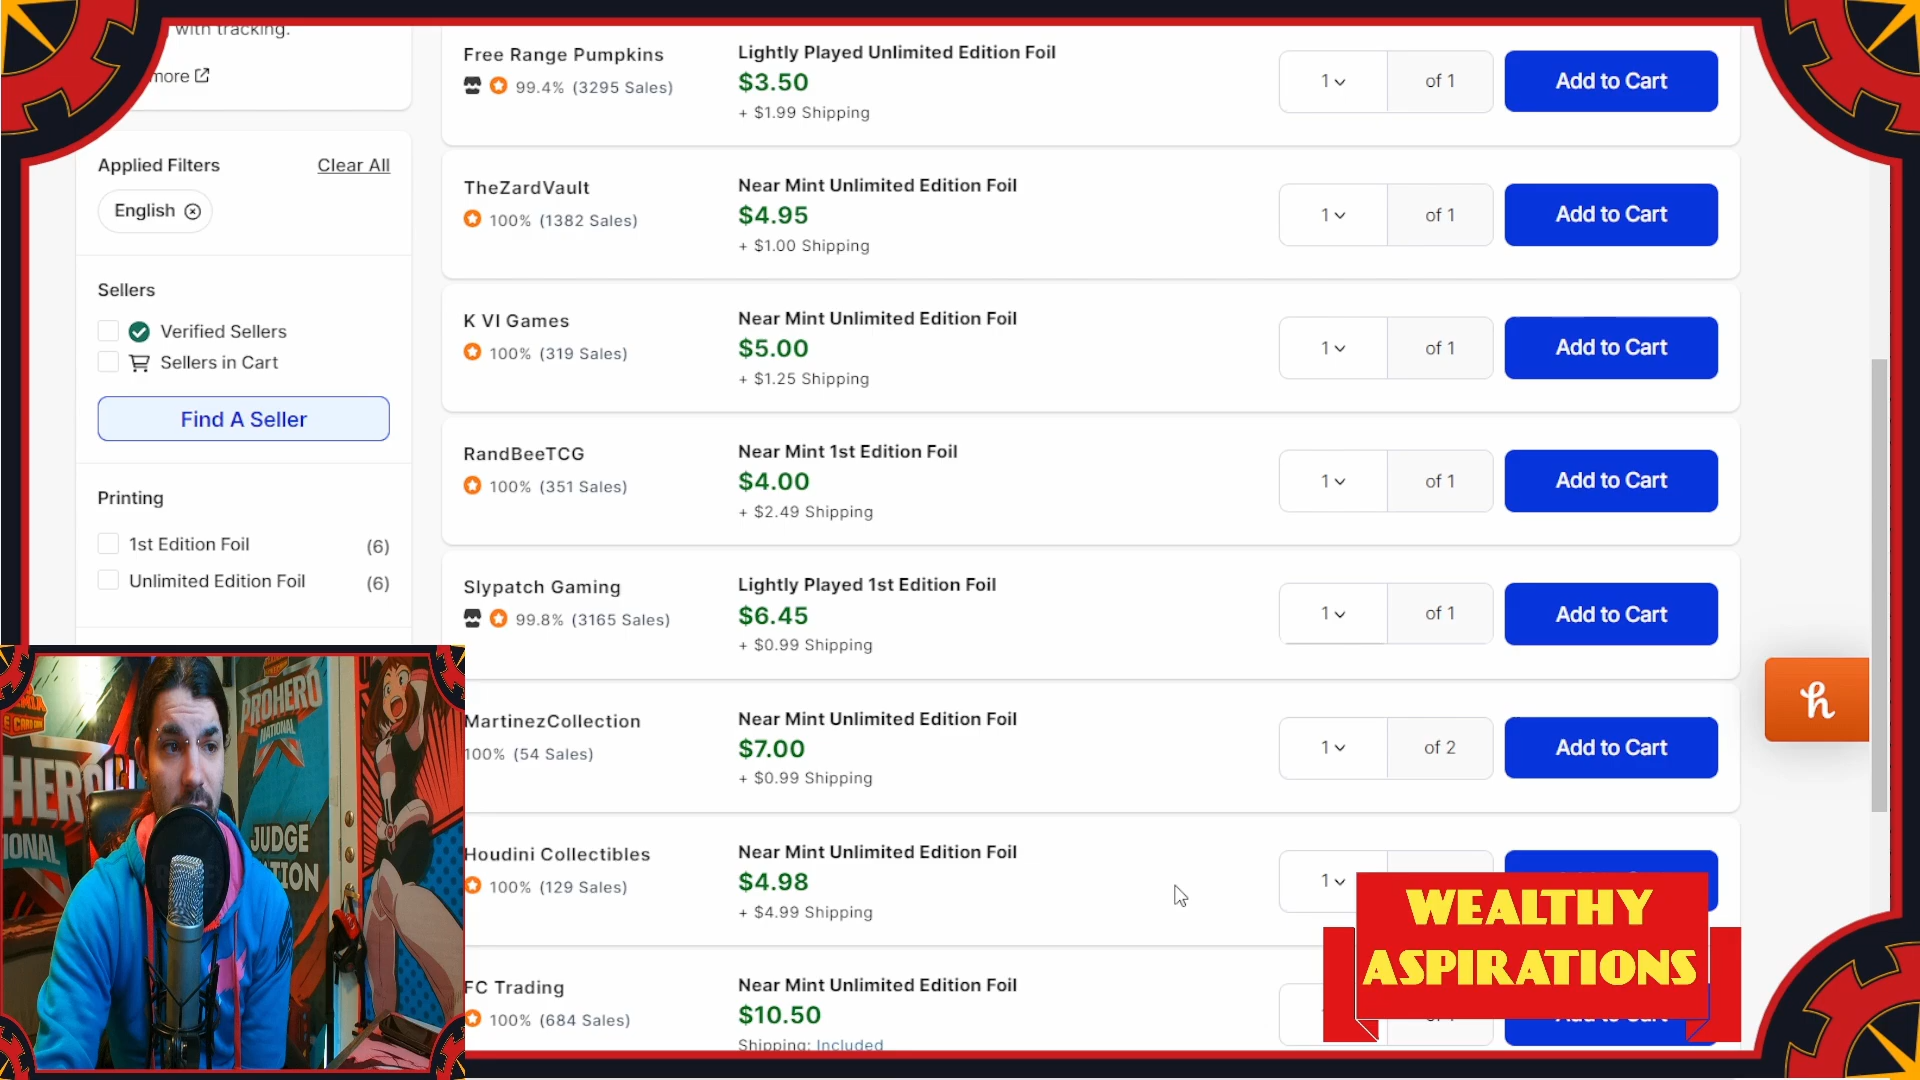 with tracking.
more
Applied Filters
Clear All
English
Sellers
Verified Sellers
Sellers in Cart
Find A Seller
Printing
1st Edition Foil
(6)
Unlimited Edition Foil
(6)
Free Range Pumpkins
99.4% (3295 Sales)
Lightly Played Unlimited Edition Foil
$3.50
+ $1.99 Shipping
1
of 1
Add to Cart
TheZardVault
100% (1382 Sales)
Near Mint Unlimited Edition Foil
$4.95
+ $1.00 Shipping
1
of 1
Add to Cart
K VI Games
100% (319 Sales)
Near Mint Unlimited Edition Foil
$5.00
+ $1.25 Shipping
1
of 1
Add to Cart
RandBeeTCG
100% (351 Sales)
Near Mint 1st Edition Foil
$4.00
+ $2.49 Shipping
1
of 1
Add to Cart
Slypatch Gaming
99.8% (3165 Sales)
Lightly Played 1st Edition Foil
$6.45
+ $0.99 Shipping
1
of 1
Add to Cart
MartinezCollection
100% (54 Sales)
Near Mint Unlimited Edition Foil
$7.00
+ $0.99 Shipping
1
of 2
Add to Cart
Houdini Collectibles
100% (129 Sales)
Near Mint Unlimited Edition Foil
$4.98
+ $4.99 Shipping
1
FC Trading
100% (684 Sales)
Near Mint Unlimited Edition Foil
$10.50
Shipping: Included
h
WEALTHY
ASPIRATIONS
PROHERO
NATIONAL
JUDGE
HERO
IONAL